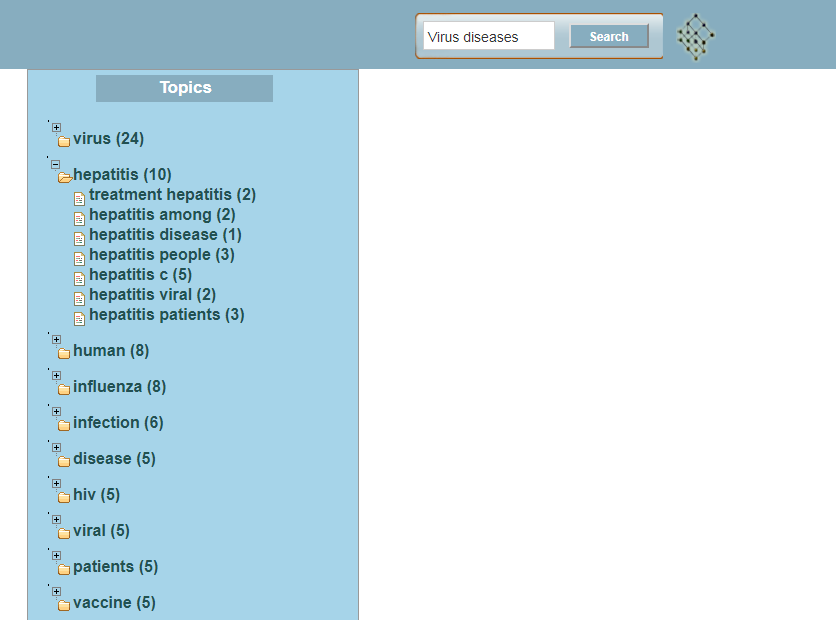 Virus diseases
Search
Topics
virus (24)
hepatitis (10)
treatment hepatitis (2)
hepatitis among (2)
hepatitis disease (1)
hepatitis people (3)
hepatitis c (5)
hepatitis viral (2)
hepatitis patients (3)
human (8)
influenza (8)
infection (6)
disease (5)
hiv (5)
viral (5)
patients (5)
vaccine (5)